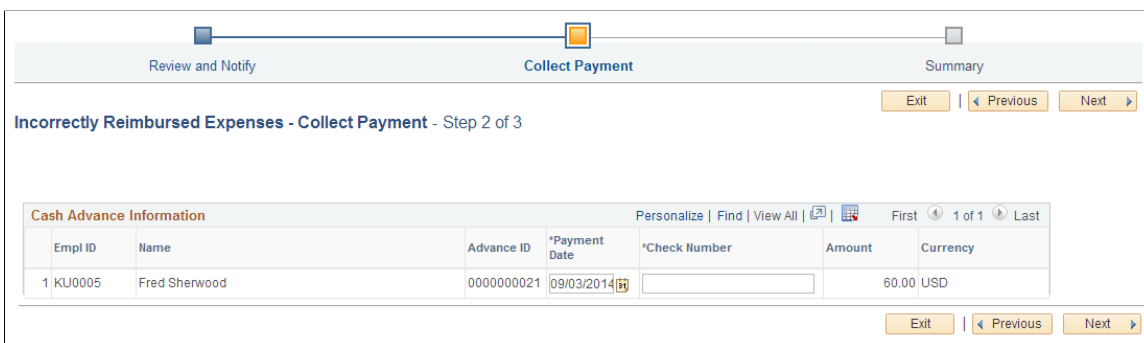 Review and Notify Collect Payment Summary
Exit | Previous Next
Incorrectly Reimbursed Expenses - Collect Payment - Step 2 of 3
Cash Advance Information Personalize | Find | View All | | First 1 of 1 Last
Empl ID Name Advance ID *Payment Date *Check Number Amount Currency
1 KU0005 Fred Sherwood 0000000021 09/03/2014 60.00 USD
Exit | Previous Next